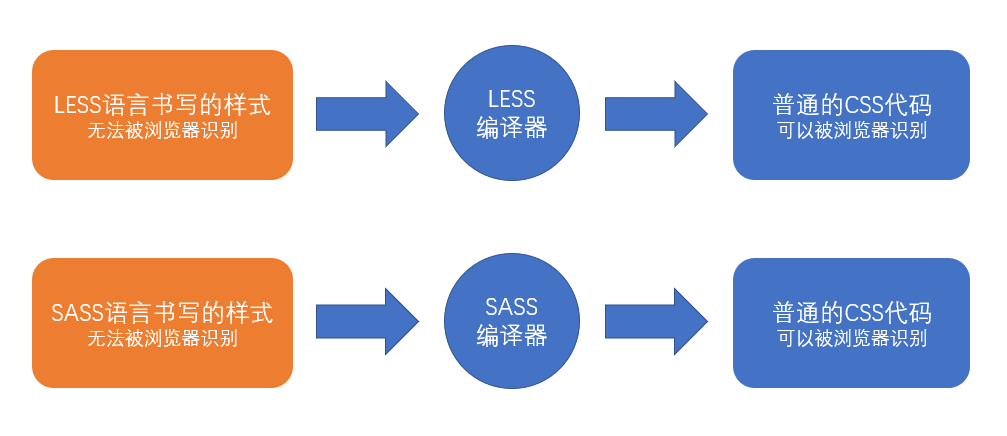 LESS语言书写的样式
无法被浏览器识别
LESS
编译器
普通的CSS代码
可以被浏览器识别
SASS语言书写的样式
无法被浏览器识别
SASS
编译器
普通的CSS代码
可以被浏览器识别